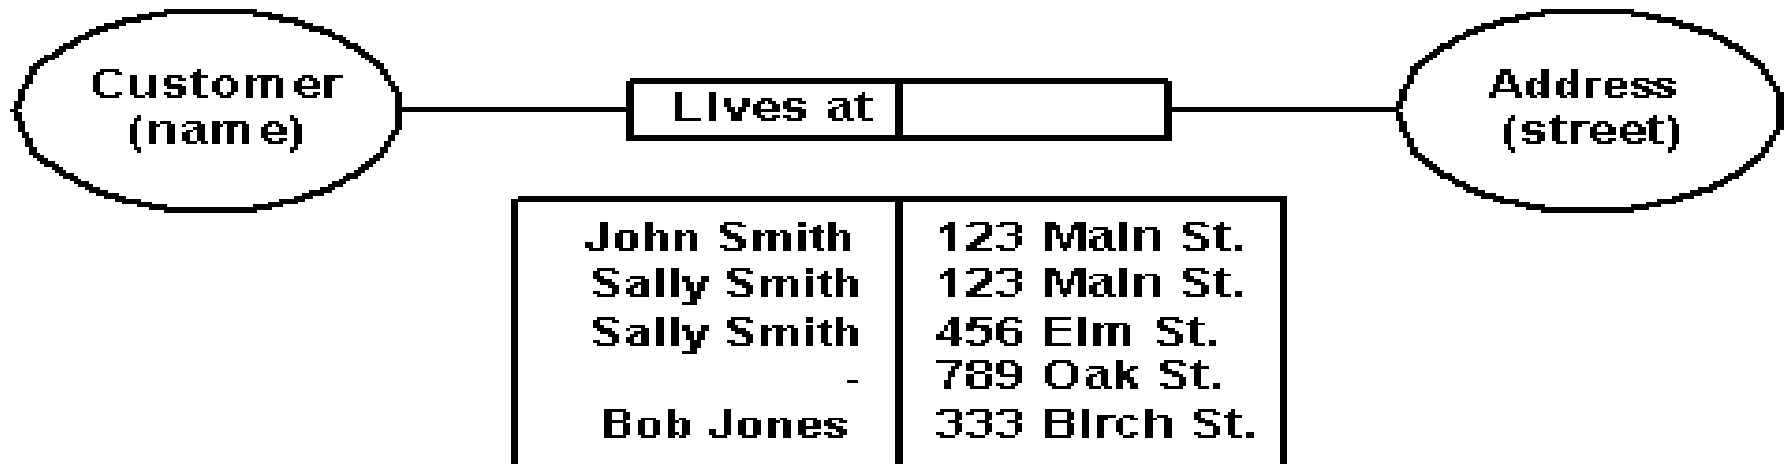 Customer
(name)
Lives at
Address
(street)
John Smith 123 Main St.
Sally Smith 123 Main St.
Sally Smith 456 Elm St.
- 789 Oak St.
Bob Jones 333 Birch St.